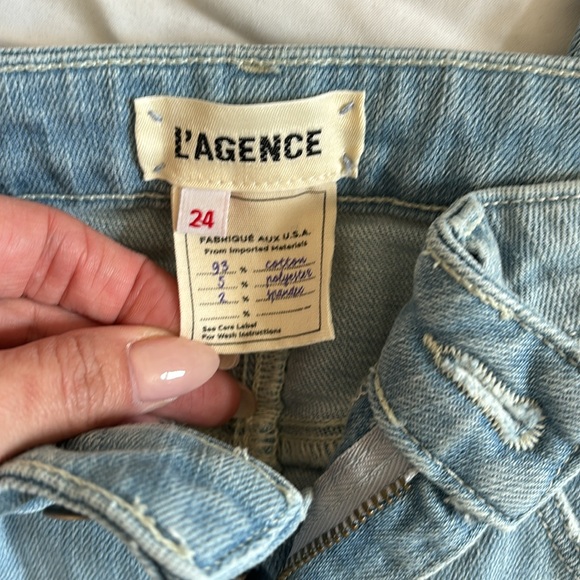 L'AGENCE
24
FABRIQUÉ AUX U.S.A.
From Imported Materials
93 % cotton
5 % polyester
2 % spandex
%
See Care Label
For Wash Instructions